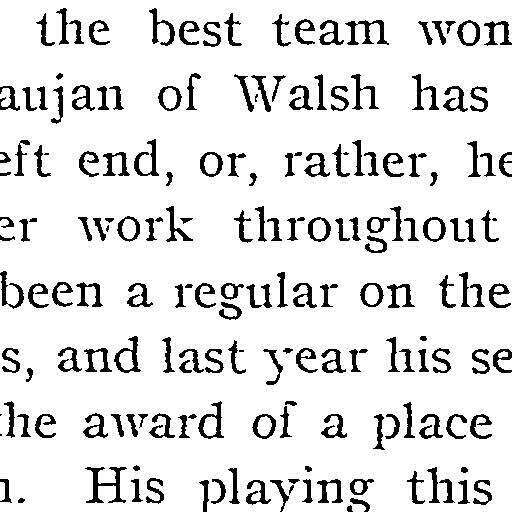 the best team won
aujan of Walsh has
eft end, or, rather, he
er work throughout
been a regular on the
s, and last year his se
the award of a place
n. His playing this